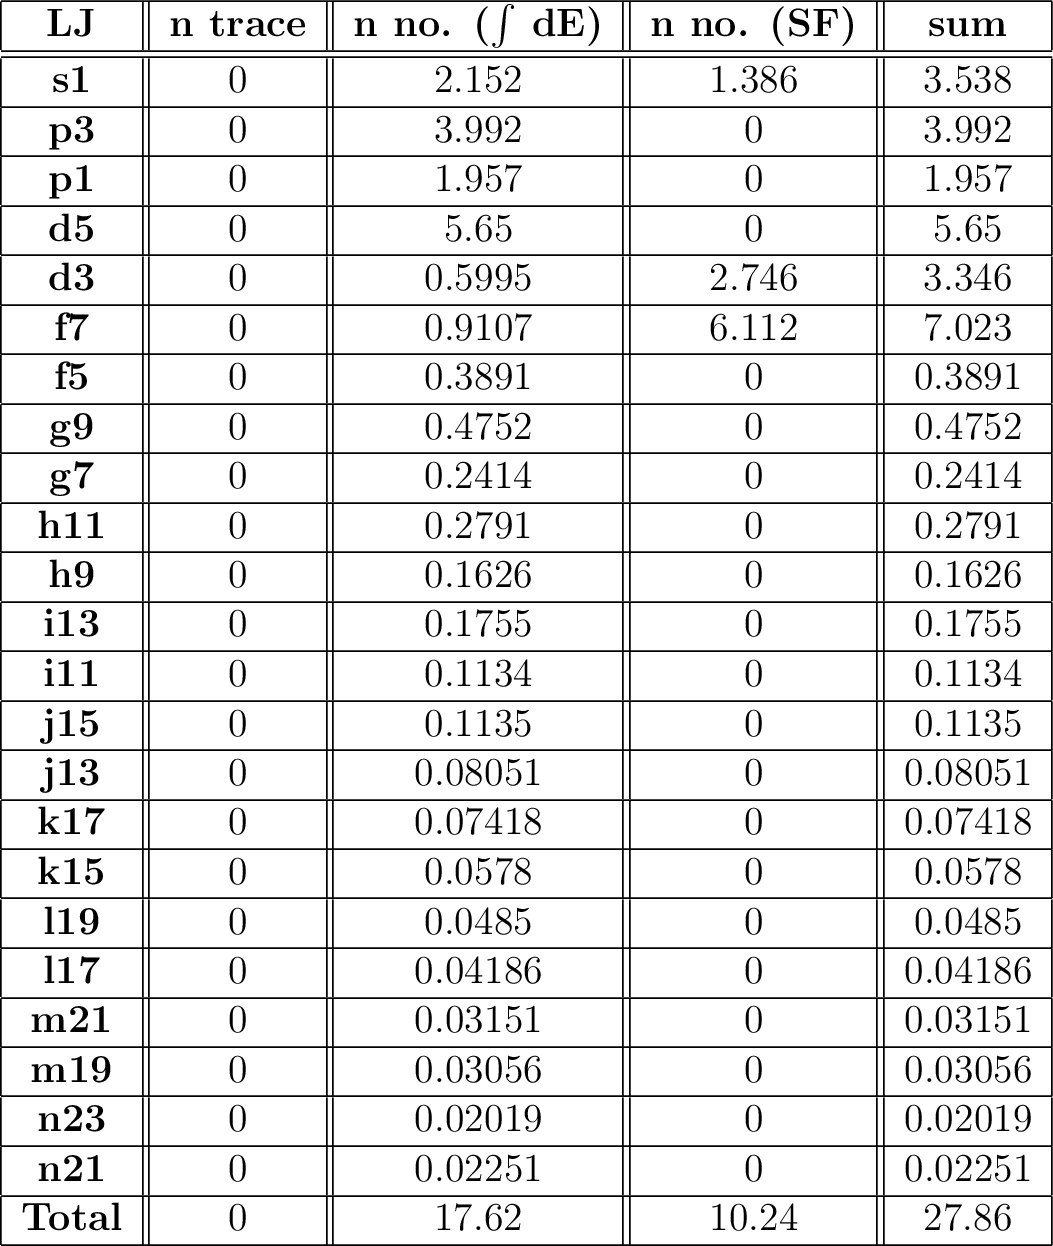 LJ n trace n no. (∫ dE) n no. (SF) sum
s1 0 2.152 1.386 3.538
p3 0 3.992 0 3.992
p1 0 1.957 0 1.957
d5 0 5.65 0 5.65
d3 0 0.5995 2.746 3.346
f7 0 0.9107 6.112 7.023
f5 0 0.3891 0 0.3891
g9 0 0.4752 0 0.4752
g7 0 0.2414 0 0.2414
h11 0 0.2791 0 0.2791
h9 0 0.1626 0 0.1626
i13 0 0.1755 0 0.1755
i11 0 0.1134 0 0.1134
j15 0 0.1135 0 0.1135
j13 0 0.08051 0 0.08051
k17 0 0.07418 0 0.07418
k15 0 0.0578 0 0.0578
l19 0 0.0485 0 0.0485
l17 0 0.04186 0 0.04186
m21 0 0.03151 0 0.03151
m19 0 0.03056 0 0.03056
n23 0 0.02019 0 0.02019
n21 0 0.02251 0 0.02251
Total 0 17.62 10.24 27.86